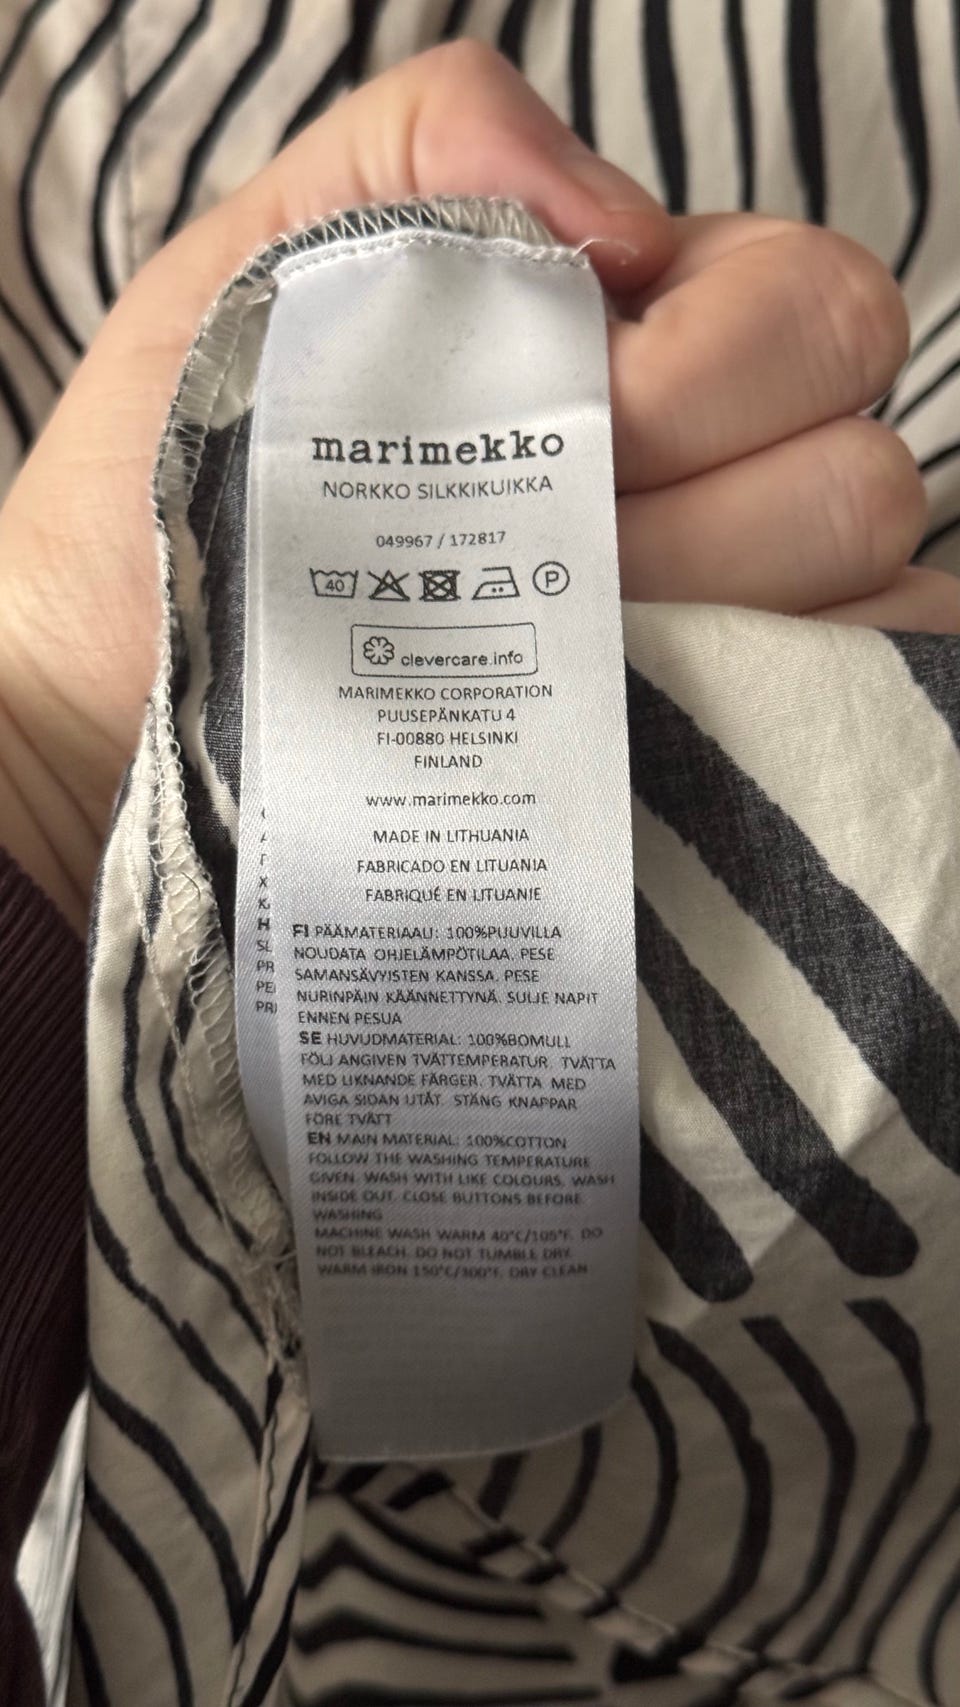 marimekko
NORKKO SILKKIKUIKKA
049967 / 172817
40 P
clevercare.info
MARIMEKKO CORPORATION
PUUSEPÄNKATU 4
FI-00880 HELSINKI
FINLAND
www.marimekko.com
MADE IN LITHUANIA
FABRICADO EN LITUANIA
FABRIQUÉ EN LITUANIE
FI PÄÄMATERIAALI: 100%PUUVILLA
NOUDATA OHJELÄMPÖTILAA. PESE
SAMANSÄVYISTEN KANSSA. PESE
NURINPÄIN KÄÄNNETTYNÄ. SULJE NAPIT
ENNEN PESUA
SE HUVUDMATERIAL: 100%BOMULL
FÖLJ ANGIVEN TVÄTTEMPERATUR. TVÄTTA
MED LIKNANDE FÄRGER. TVÄTTA MED
AVIGA SIDAN UTÅT. STÄNG KNAPPAR
FÖRE TVÄTT
EN MAIN MATERIAL: 100%COTTON
FOLLOW THE WASHING TEMPERATURE
GIVEN. WASH WITH LIKE COLOURS. WASH
INSIDE OUT. CLOSE BUTTONS BEFORE
WASHING
MACHINE WASH WARM 40°C/105°F. DO
NOT BLEACH. DO NOT TUMBLE DRY.
WARM IRON 150°C/300°F. DRY CLEAN